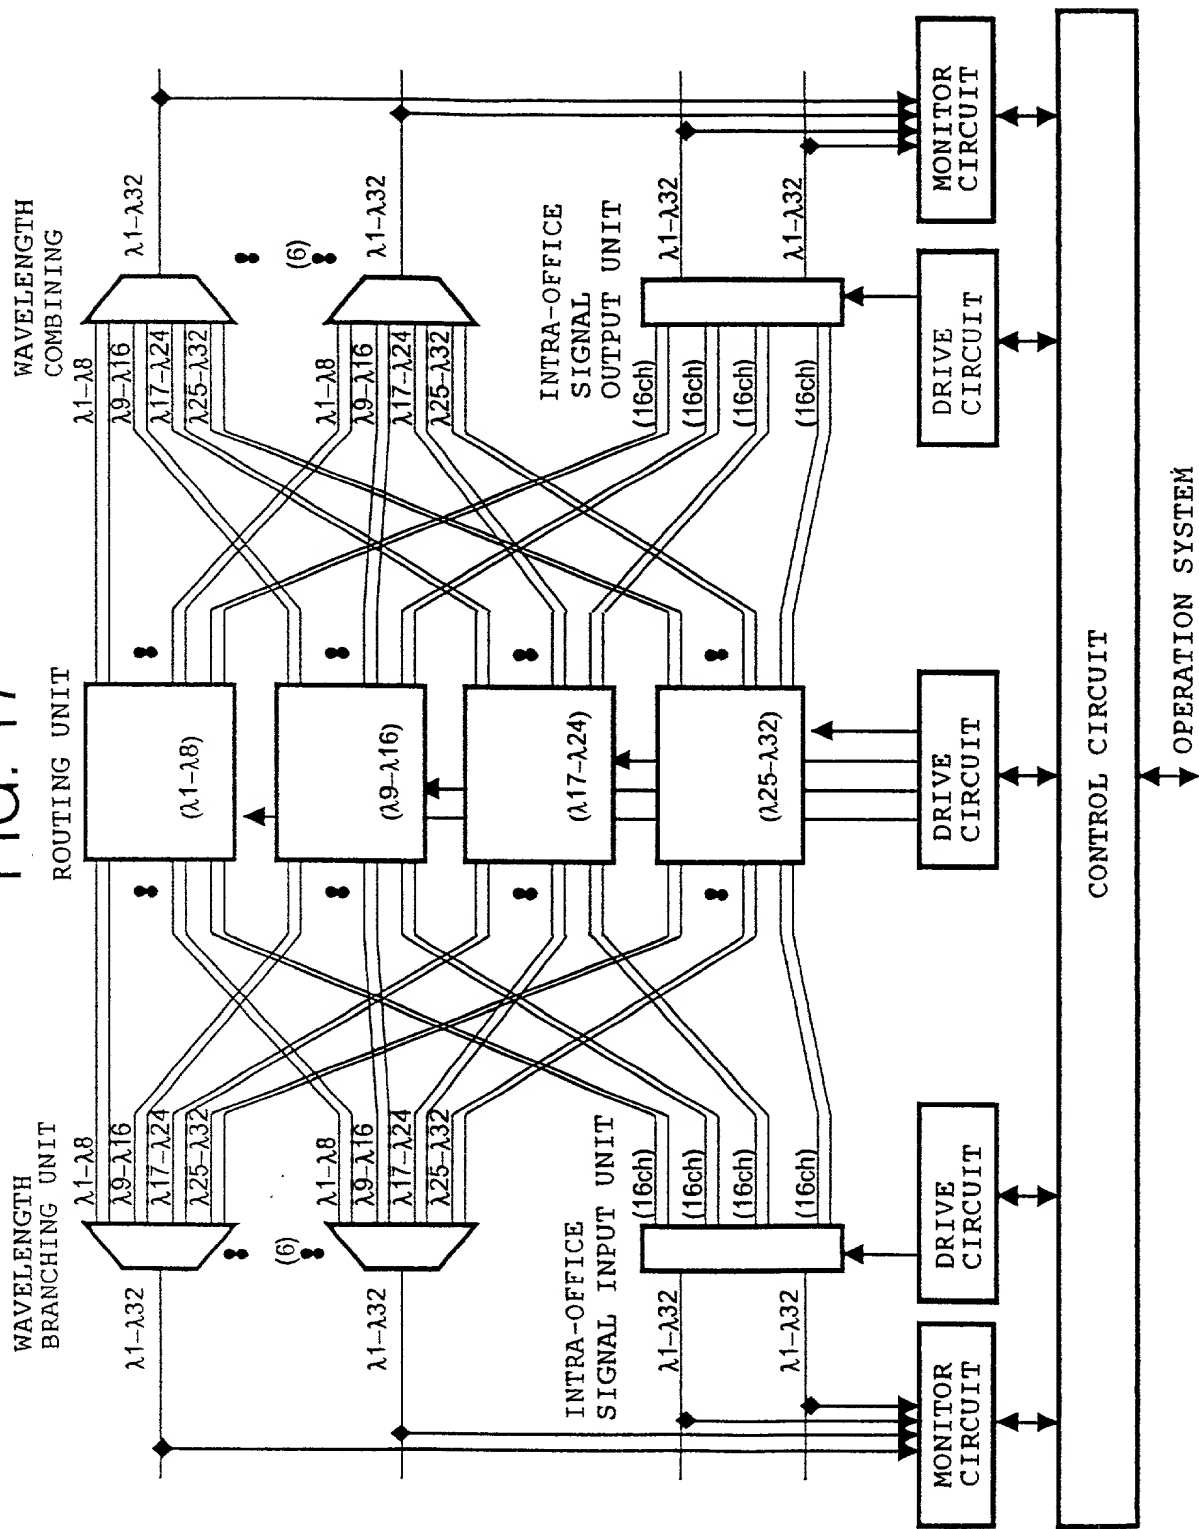 FIG. 17
WAVELENGTH
BRANCHING UNIT
ROUTING UNIT
WAVELENGTH
COMBINING
λ1-λ32
λ1-λ8
λ9-λ16
λ17-λ24
λ25-λ32
(6)
λ1-λ32
λ1-λ8
λ9-λ16
λ17-λ24
λ25-λ32
INTRA-OFFICE
SIGNAL INPUT UNIT
λ1-λ32
λ1-λ32
(16ch)
(16ch)
(16ch)
(16ch)
(λ1-λ8)
(λ9-λ16)
(λ17-λ24)
(λ25-λ32)
λ1-λ8
λ9-λ16
λ17-λ24
λ25-λ32
λ1-λ32
(6)
λ1-λ8
λ9-λ16
λ17-λ24
λ25-λ32
λ1-λ32
INTRA-OFFICE
SIGNAL
OUTPUT UNIT
(16ch)
(16ch)
(16ch)
(16ch)
λ1-λ32
λ1-λ32
MONITOR
CIRCUIT
DRIVE
CIRCUIT
DRIVE
CIRCUIT
DRIVE
CIRCUIT
MONITOR
CIRCUIT
CONTROL CIRCUIT
OPERATION SYSTEM